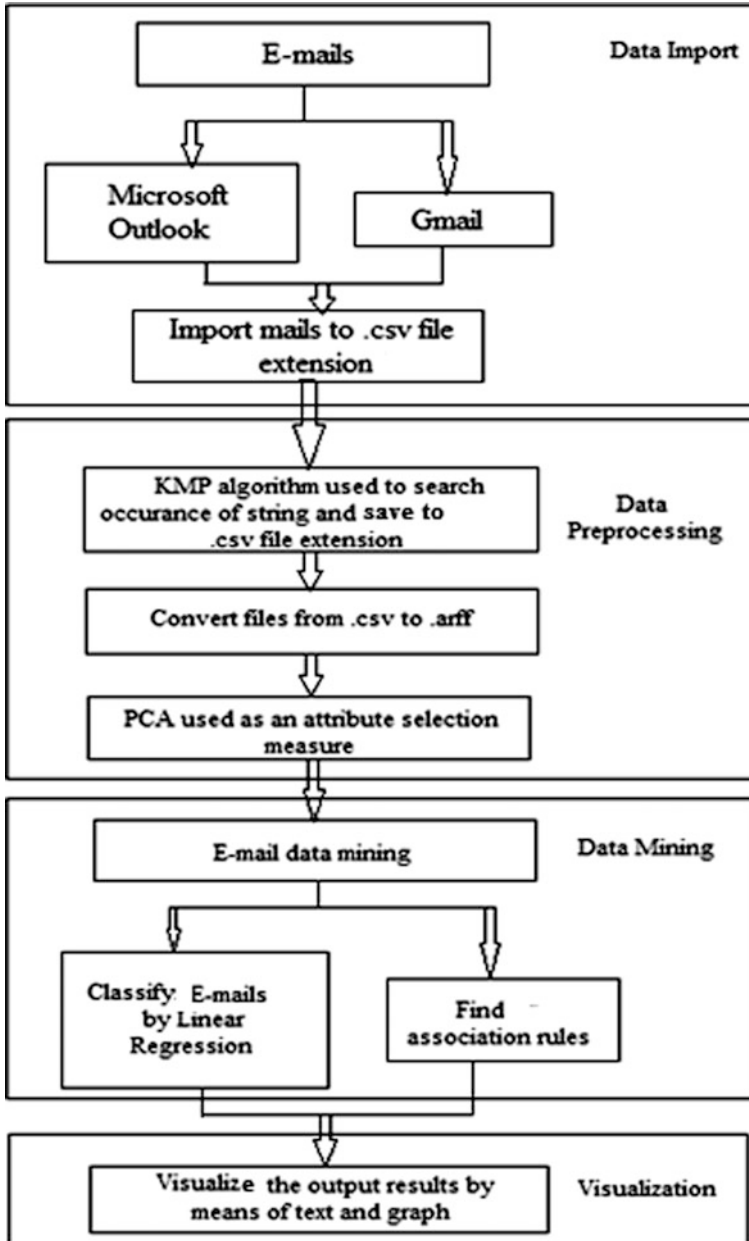 E-mails
Data Import
Microsoft
Outlook
Gmail
Import mails to .csv file
extension
KMP algorithm used to search
occurance of string and save to
.csv file extension
Data
Preprocessing
Convert files from .csv to .arff
PCA used as an attribute selection
measure
E-mail data mining
Data Mining
Classify E-mails
by Linear
Regression
Find
association rules
Visualize the output results by
means of text and graph
Visualization